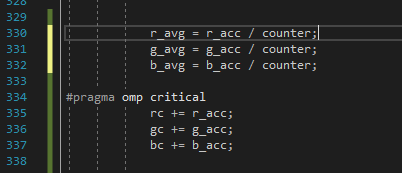 328
329
330 r_avg = r_acc / counter;
331 g_avg = g_acc / counter;
332 b_avg = b_acc / counter;
333
334 #pragma omp critical
335 rc += r_acc;
336 gc += g_acc;
337 bc += b_acc;
338